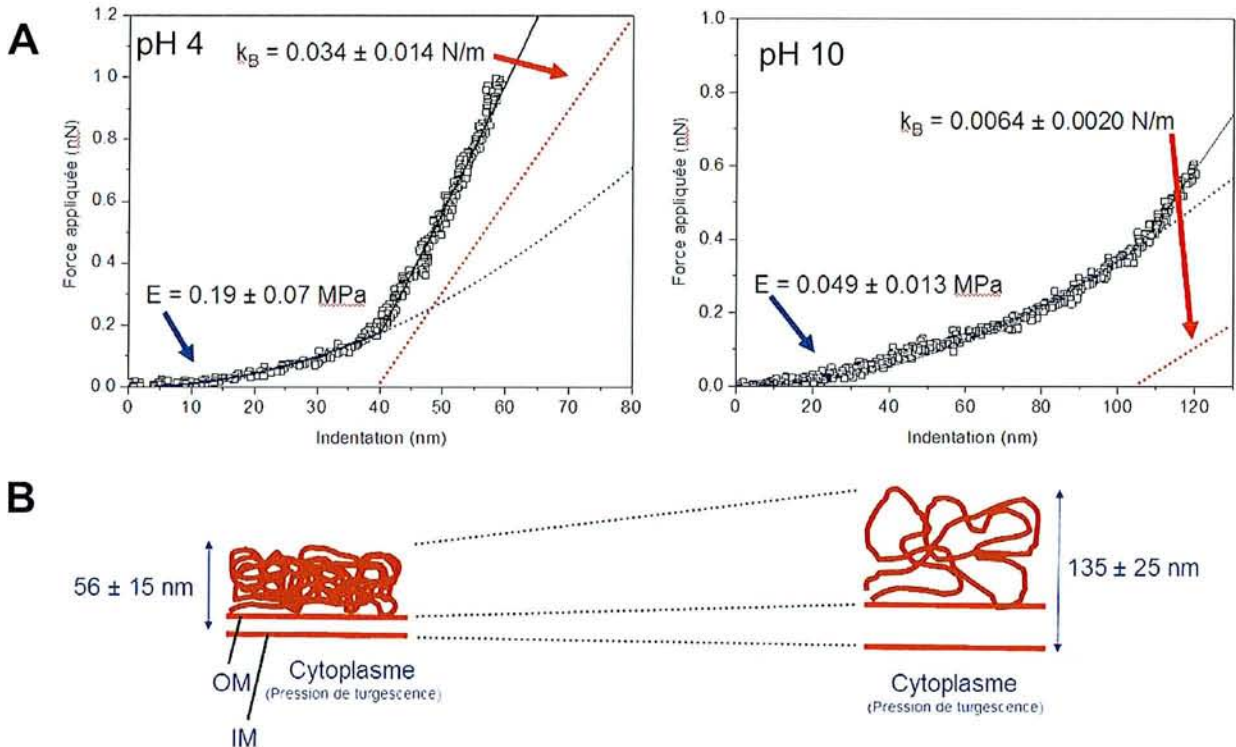 A
pH 4
k_B = 0.034 ± 0.014 N/m
E = 0.19 ± 0.07 MPa
Force appliquée (nN)
1.2
1.0
0.8
0.6
0.4
0.2
0.0
0 10 20 30 40 50 60 70 80
Indentation (nm)
pH 10
k_B = 0.0064 ± 0.0020 N/m
E = 0.049 ± 0.013 MPa
Force appliquée (nN)
1.0
0.8
0.6
0.4
0.2
0.0
0 20 40 60 80 100 120
Indentation (nm)
B
56 ± 15 nm
OM
IM
Cytoplasme
(Pression de turgescence)
135 ± 25 nm
Cytoplasme
(Pression de turgescence)